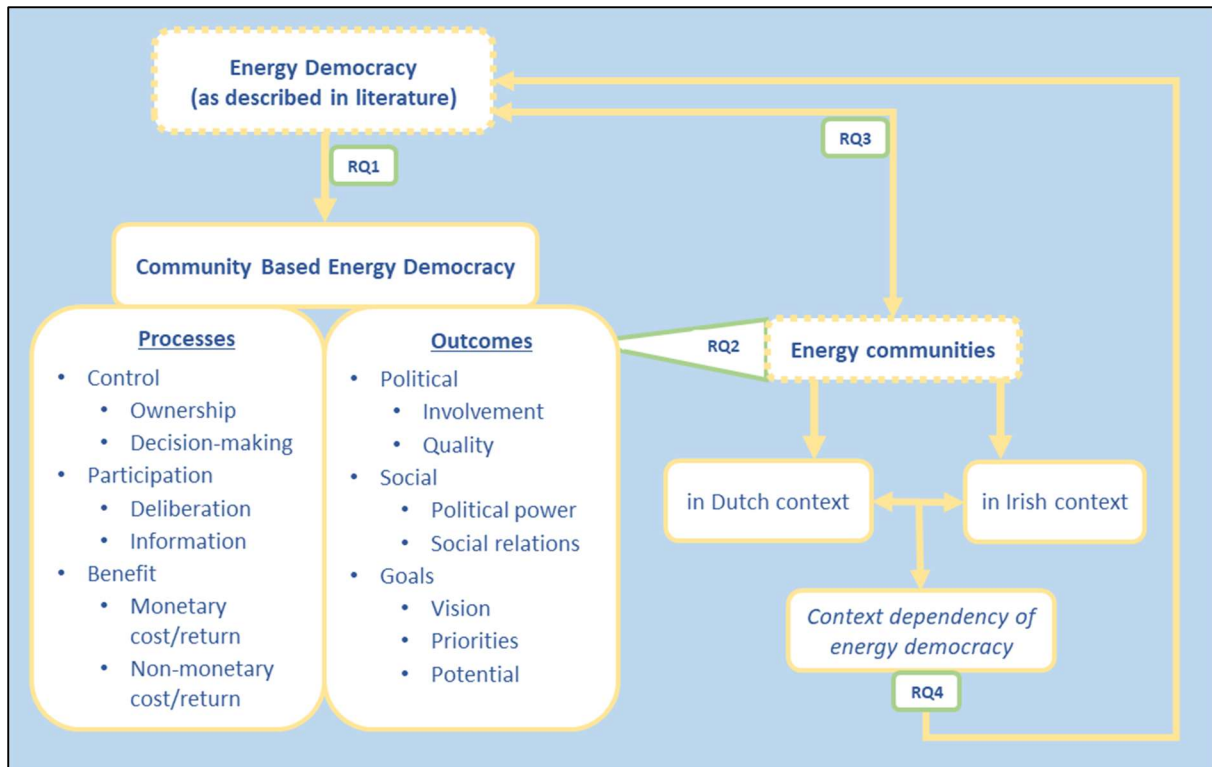 Energy Democracy
(as described in literature)
RQ1
RQ3
Community Based Energy Democracy
Processes
• Control
• Ownership
• Decision-making
• Participation
• Deliberation
• Information
• Benefit
• Monetary
cost/return
• Non-monetary
cost/return
Outcomes
• Political
• Involvement
• Quality
• Social
• Political power
• Social relations
• Goals
• Vision
• Priorities
• Potential
RQ2
Energy communities
in Dutch context
in Irish context
Context dependency of
energy democracy
RQ4